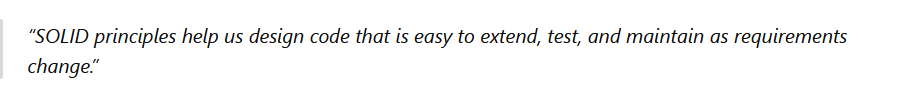 “SOLID principles help us design code that is easy to extend, test, and maintain as requirements
change.”